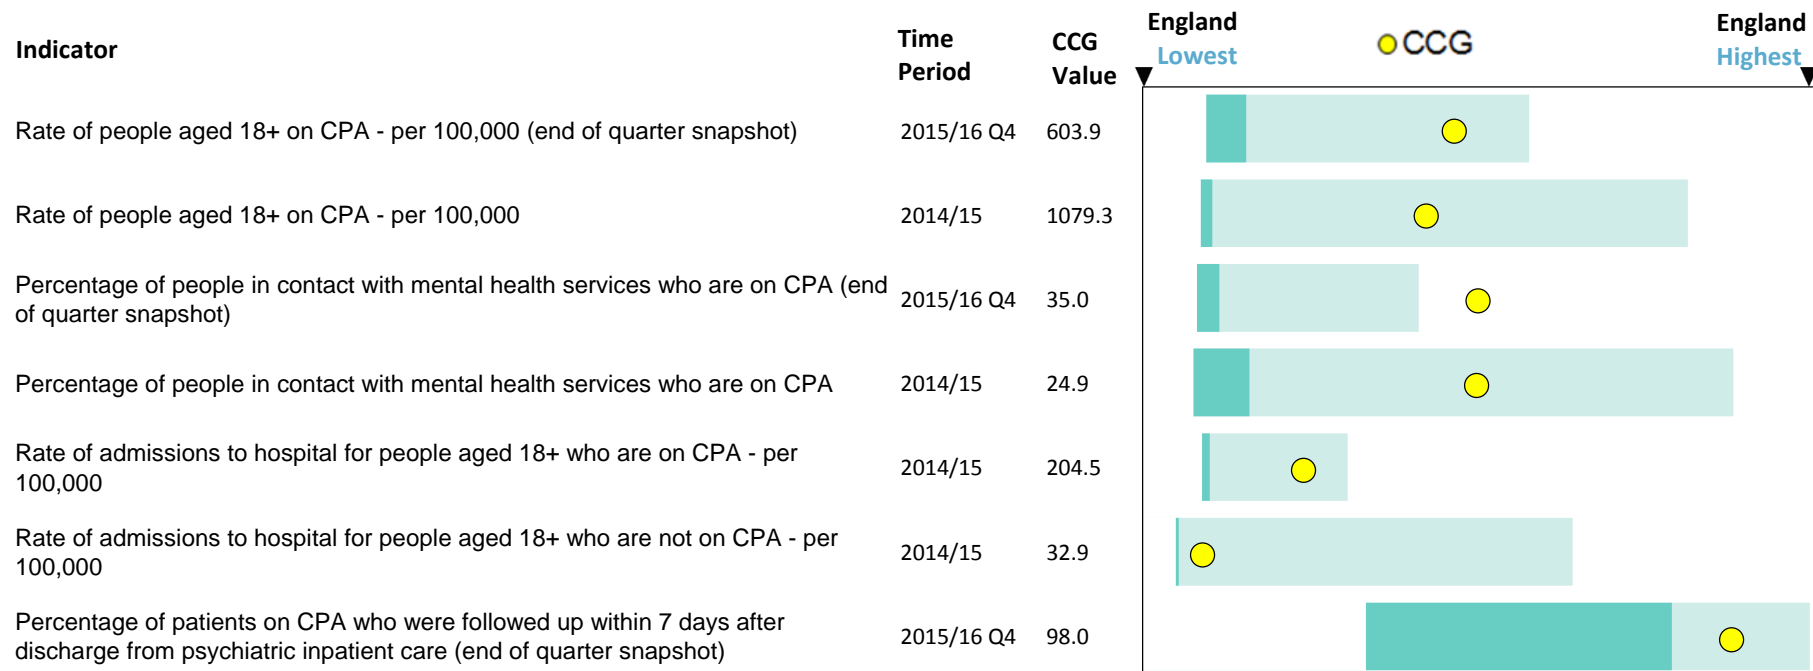 Indicator
Time Period
CCG Value
England Lowest
CCG
England Highest
Rate of people aged 18+ on CPA - per 100,000 (end of quarter snapshot) 2015/16 Q4 603.9
Rate of people aged 18+ on CPA - per 100,000 2014/15 1079.3
Percentage of people in contact with mental health services who are on CPA (end
of quarter snapshot) 2015/16 Q4 35.0
Percentage of people in contact with mental health services who are on CPA 2014/15 24.9
Rate of admissions to hospital for people aged 18+ who are on CPA - per
100,000 2014/15 204.5
Rate of admissions to hospital for people aged 18+ who are not on CPA - per
100,000 2014/15 32.9
Percentage of patients on CPA who were followed up within 7 days after
discharge from psychiatric inpatient care (end of quarter snapshot) 2015/16 Q4 98.0